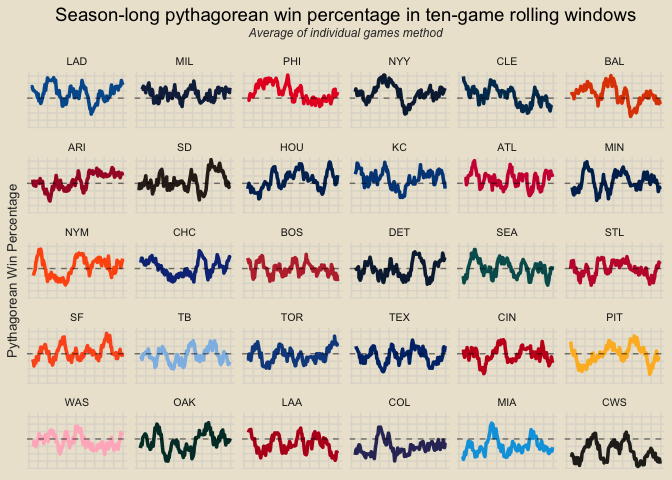 Season-long pythagorean win percentage in ten-game rolling windows
Average of individual games method
LAD MIL PHI NYY CLE BAL
ARI SD HOU KC ATL MIN
NYM CHC BOS DET SEA STL
SF TB TOR TEX CIN PIT
WAS OAK LAA COL MIA CWS
Pythagorean Win Percentage